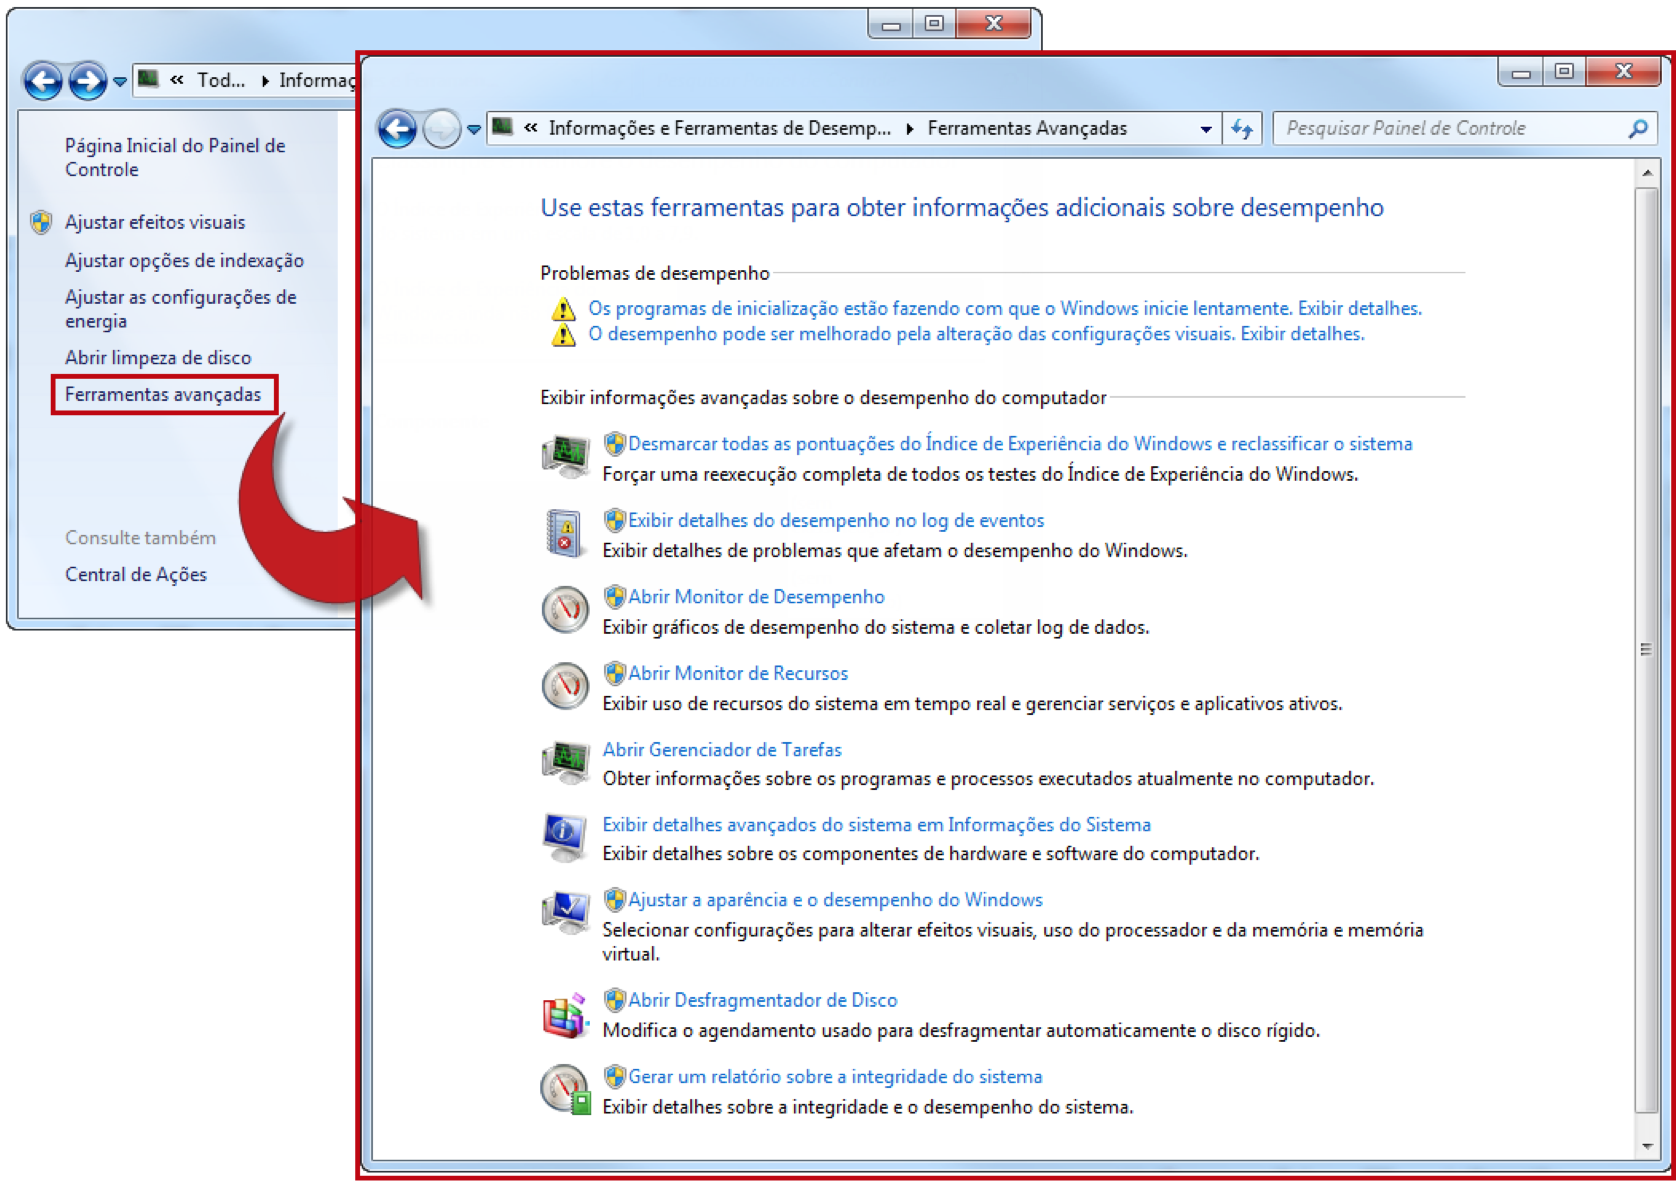 « Tod... ▸ Informaç
Página Inicial do Painel de
Controle
Ajustar efeitos visuais
Ajustar opções de indexação
Ajustar as configurações de
energia
Abrir limpeza de disco
Ferramentas avançadas
Consulte também
Central de Ações
« Informações e Ferramentas de Desemp... ▸ Ferramentas Avançadas
Pesquisar Painel de Controle
Use estas ferramentas para obter informações adicionais sobre desempenho
Problemas de desempenho
Os programas de inicialização estão fazendo com que o Windows inicie lentamente. Exibir detalhes.
O desempenho pode ser melhorado pela alteração das configurações visuais. Exibir detalhes.
Exibir informações avançadas sobre o desempenho do computador
Desmarcar todas as pontuações do Índice de Experiência do Windows e reclassificar o sistema
Forçar uma reexecução completa de todos os testes do Índice de Experiência do Windows.
Exibir detalhes do desempenho no log de eventos
Exibir detalhes de problemas que afetam o desempenho do Windows.
Abrir Monitor de Desempenho
Exibir gráficos de desempenho do sistema e coletar log de dados.
Abrir Monitor de Recursos
Exibir uso de recursos do sistema em tempo real e gerenciar serviços e aplicativos ativos.
Abrir Gerenciador de Tarefas
Obter informações sobre os programas e processos executados atualmente no computador.
Exibir detalhes avançados do sistema em Informações do Sistema
Exibir detalhes sobre os componentes de hardware e software do computador.
Ajustar a aparência e o desempenho do Windows
Selecionar configurações para alterar efeitos visuais, uso do processador e da memória e memória
virtual.
Abrir Desfragmentador de Disco
Modifica o agendamento usado para desfragmentar automaticamente o disco rígido.
Gerar um relatório sobre a integridade do sistema
Exibir detalhes sobre a integridade e o desempenho do sistema.